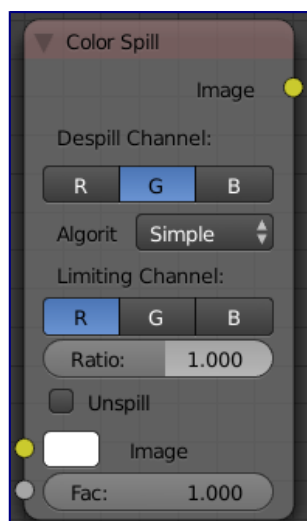 Color Spill
Image
Despill Channel:
R G B
Algorit Simple
Limiting Channel:
R G B
Ratio: 1.000
Unspill
Image
Fac: 1.000